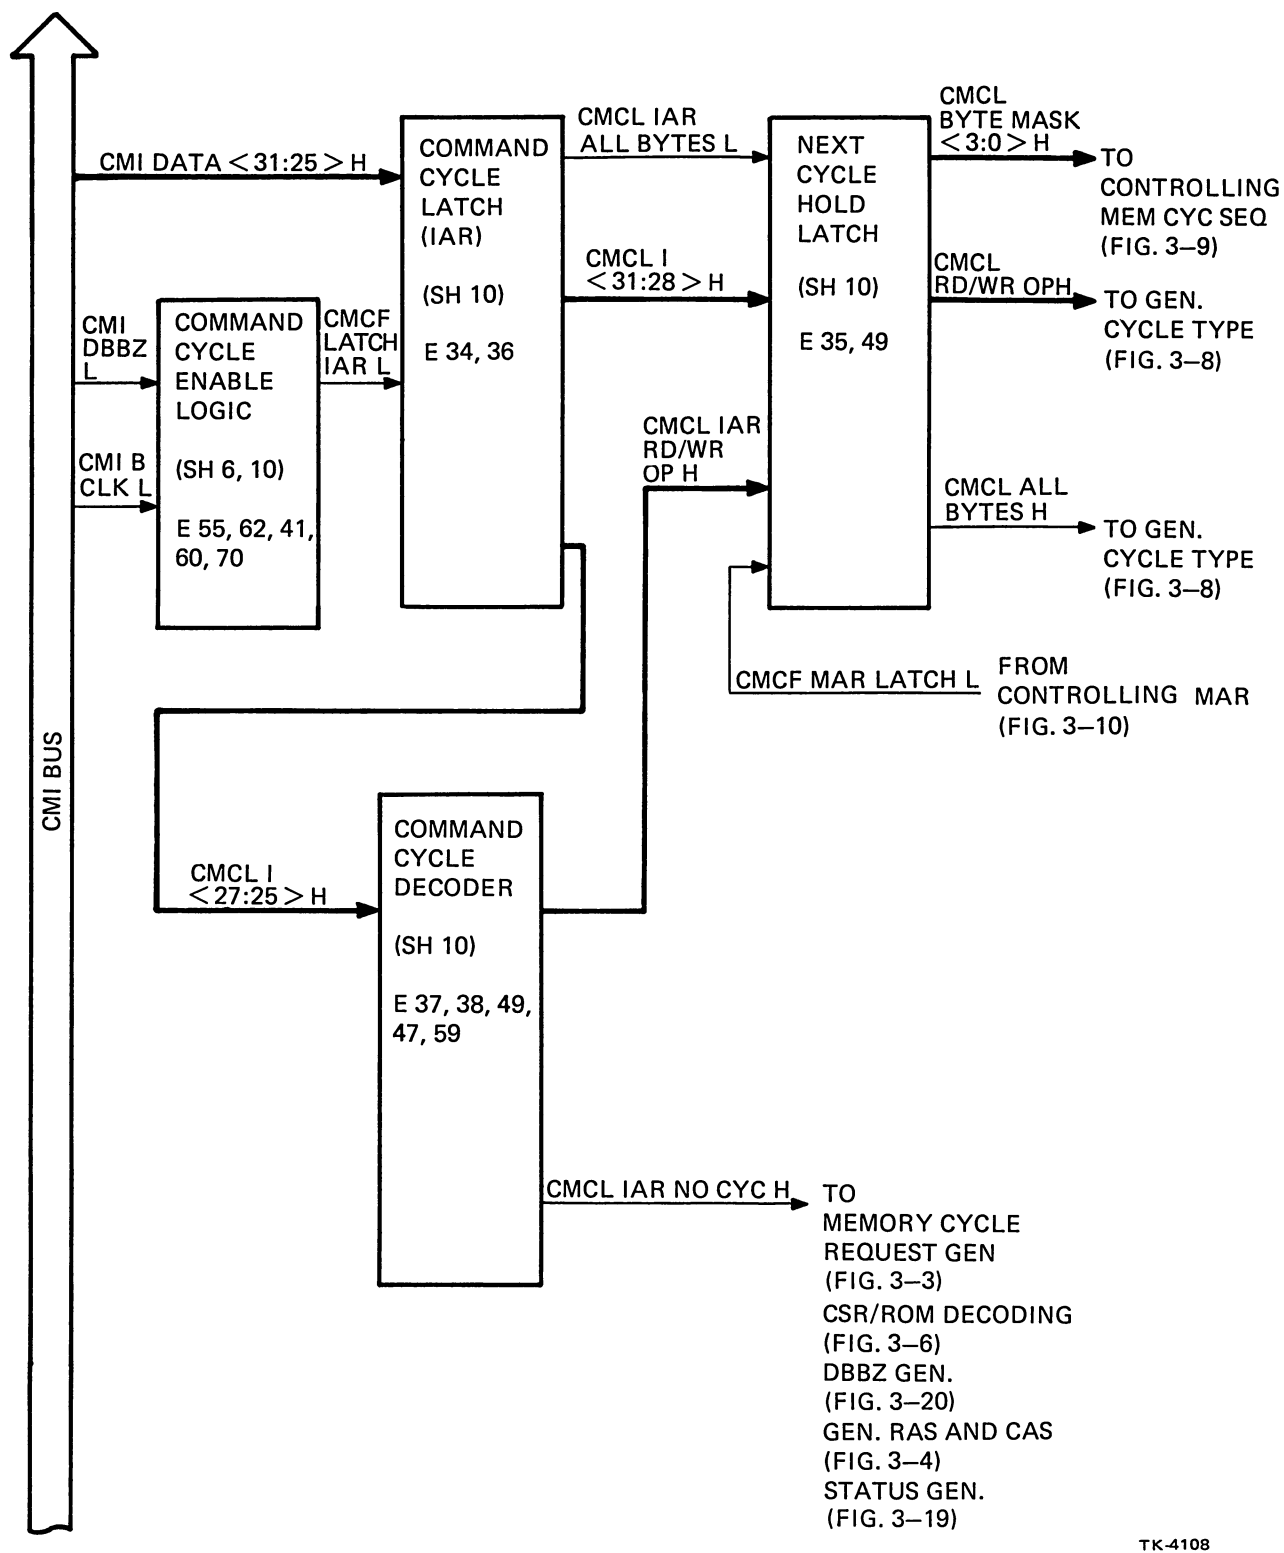 CMI BUS
CMI DATA <31:25> H
CMI
DBBZ
L
CMI B
CLK L
COMMAND
CYCLE
ENABLE
LOGIC
(SH 6, 10)
E 55, 62, 41,
60, 70
CMCF
LATCH
IAR L
COMMAND
CYCLE
LATCH
(IAR)
(SH 10)
E 34, 36
CMCL IAR
ALL BYTES L
CMCL I
<31:28> H
CMCL IAR
RD/WR
OP H
NEXT
CYCLE
HOLD
LATCH
(SH 10)
E 35, 49
CMCL
BYTE MASK
<3:0> H
TO
CONTROLLING
MEM CYC SEQ
(FIG. 3–9)
CMCL
RD/WR OPH
TO GEN.
CYCLE TYPE
(FIG. 3–8)
CMCL ALL
BYTES H
TO GEN.
CYCLE TYPE
(FIG. 3–8)
CMCF MAR LATCH L
FROM
CONTROLLING MAR
(FIG. 3–10)
CMCL I
<27:25> H
COMMAND
CYCLE
DECODER
(SH 10)
E 37, 38, 49,
47, 59
CMCL IAR NO CYC H
TO
MEMORY CYCLE
REQUEST GEN
(FIG. 3–3)
CSR/ROM DECODING
(FIG. 3–6)
DBBZ GEN.
(FIG. 3–20)
GEN. RAS AND CAS
(FIG. 3–4)
STATUS GEN.
(FIG. 3–19)
TK-4108